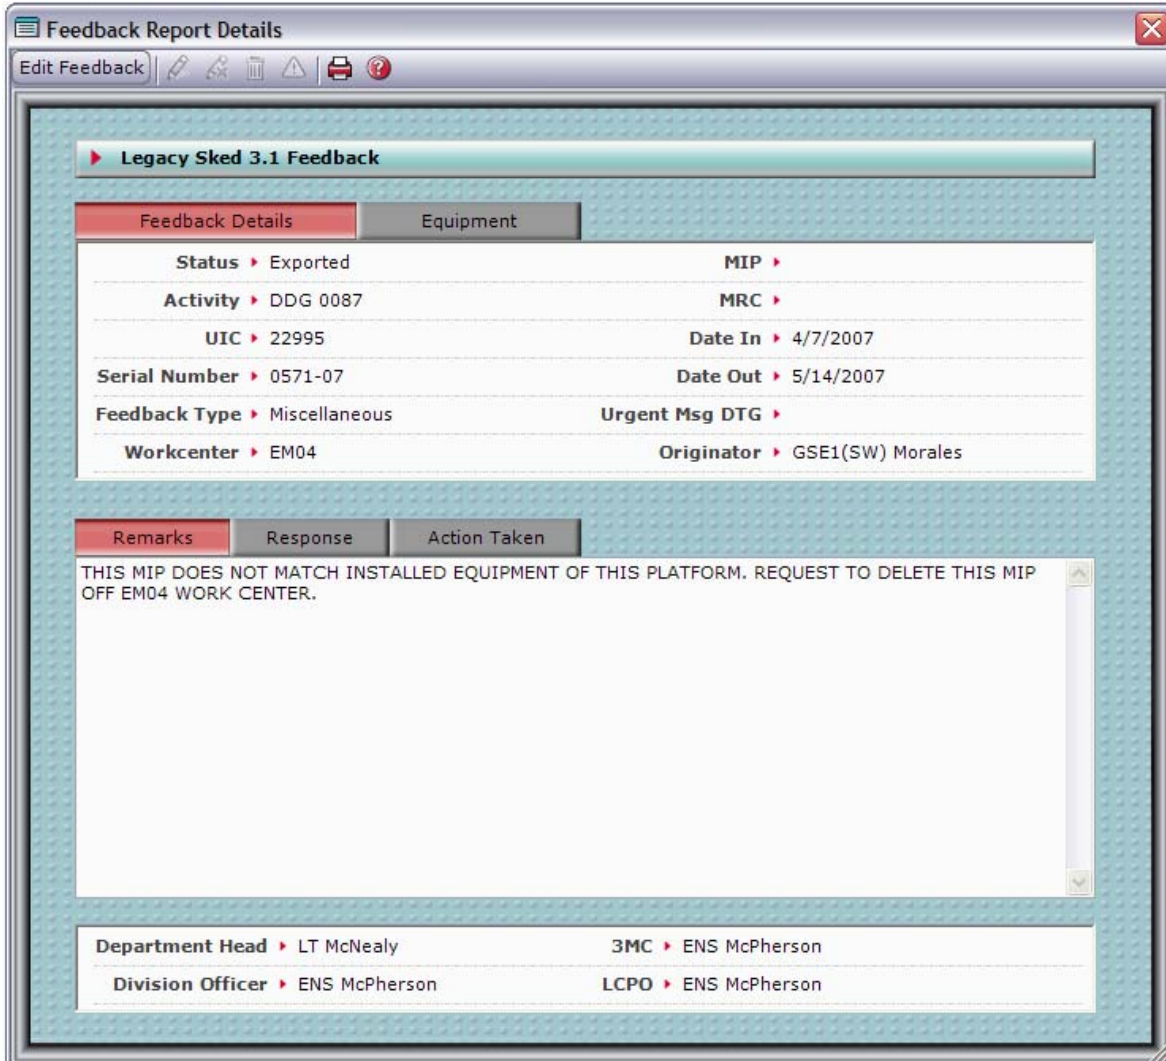 Feedback Report Details
Edit Feedback
Legacy Sked 3.1 Feedback
Feedback Details Equipment
Status Exported MIP
Activity DDG 0087 MRC
UIC 22995 Date In 4/7/2007
Serial Number 0571-07 Date Out 5/14/2007
Feedback Type Miscellaneous Urgent Msg DTG
Workcenter EM04 Originator GSE1(SW) Morales
Remarks Response Action Taken
THIS MIP DOES NOT MATCH INSTALLED EQUIPMENT OF THIS PLATFORM. REQUEST TO DELETE THIS MIP
OFF EM04 WORK CENTER.
Department Head LT McNealy 3MC ENS McPherson
Division Officer ENS McPherson LCPO ENS McPherson